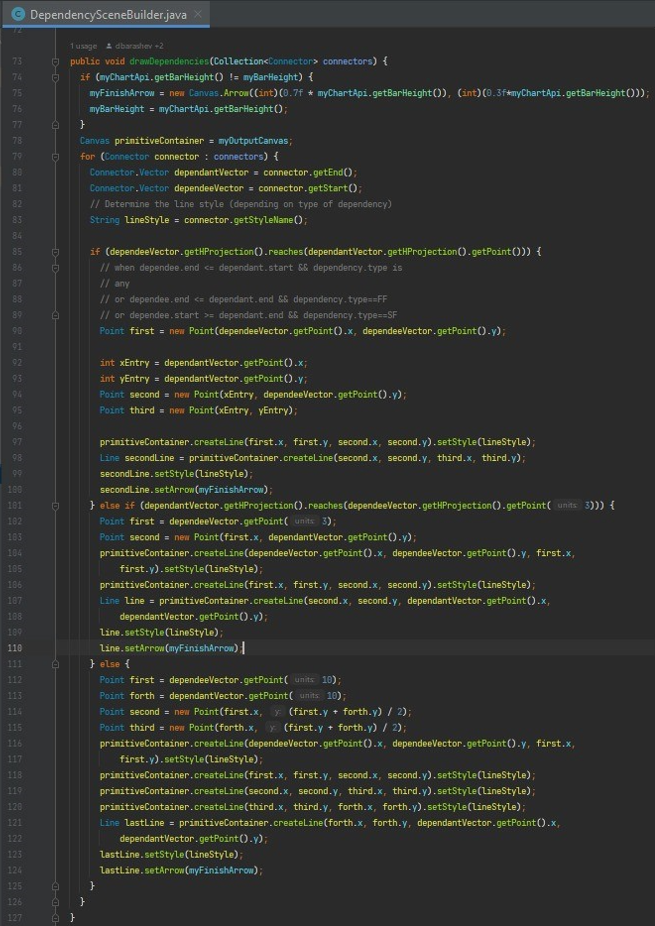 DependencySceneBuilder.java
72
1 usage dbarashev +2
73 public void drawDependencies(Collection<Connector> connectors) {
74 if (myChartApi.getBarHeight() != myBarHeight) {
75 myFinishArrow = new Canvas.Arrow((int)(0.7f * myChartApi.getBarHeight()), (int)(0.3f*myChartApi.getBarHeight()));
76 myBarHeight = myChartApi.getBarHeight();
77 }
78 Canvas primitiveContainer = myOutputCanvas;
79 for (Connector connector : connectors) {
80 Connector.Vector dependantVector = connector.getEnd();
81 Connector.Vector dependeeVector = connector.getStart();
82 // Determine the line style (depending on type of dependency)
83 String lineStyle = connector.getStyleName();
84
85 if (dependeeVector.getHProjection().reaches(dependantVector.getHProjection().getPoint())) {
86 // when dependee.end <= dependant.start && dependency.type is
87 // any
88 // or dependee.end <= dependant.end && dependency.type==FF
89 // or dependee.start >= dependant.end && dependency.type==SF
90 Point first = new Point(dependeeVector.getPoint().x, dependeeVector.getPoint().y);
91
92 int xEntry = dependantVector.getPoint().x;
93 int yEntry = dependantVector.getPoint().y;
94 Point second = new Point(xEntry, dependeeVector.getPoint().y);
95 Point third = new Point(xEntry, yEntry);
96
97 primitiveContainer.createLine(first.x, first.y, second.x, second.y).setStyle(lineStyle);
98 Line secondLine = primitiveContainer.createLine(second.x, second.y, third.x, third.y);
99 secondLine.setStyle(lineStyle);
100 secondLine.setArrow(myFinishArrow);
101 } else if (dependantVector.getHProjection().reaches(dependeeVector.getHProjection().getPoint( units: 3))) {
102 Point first = dependeeVector.getPoint( units: 3);
103 Point second = new Point(first.x, dependantVector.getPoint().y);
104 primitiveContainer.createLine(dependeeVector.getPoint().x, dependeeVector.getPoint().y, first.x,
105 first.y).setStyle(lineStyle);
106 primitiveContainer.createLine(first.x, first.y, second.x, second.y).setStyle(lineStyle);
107 Line line = primitiveContainer.createLine(second.x, second.y, dependantVector.getPoint().x,
108 dependantVector.getPoint().y);
109 line.setStyle(lineStyle);
110 line.setArrow(myFinishArrow);
111 } else {
112 Point first = dependeeVector.getPoint( units: 10);
113 Point forth = dependantVector.getPoint( units: 10);
114 Point second = new Point(first.x, y: (first.y + forth.y) / 2);
115 Point third = new Point(forth.x, y: (first.y + forth.y) / 2);
116 primitiveContainer.createLine(dependeeVector.getPoint().x, dependeeVector.getPoint().y, first.x,
117 first.y).setStyle(lineStyle);
118 primitiveContainer.createLine(first.x, first.y, second.x, second.y).setStyle(lineStyle);
119 primitiveContainer.createLine(second.x, second.y, third.x, third.y).setStyle(lineStyle);
120 primitiveContainer.createLine(third.x, third.y, forth.x, forth.y).setStyle(lineStyle);
121 Line lastLine = primitiveContainer.createLine(forth.x, forth.y, dependantVector.getPoint().x,
122 dependantVector.getPoint().y);
123 lastLine.setStyle(lineStyle);
124 lastLine.setArrow(myFinishArrow);
125 }
126 }
127 }